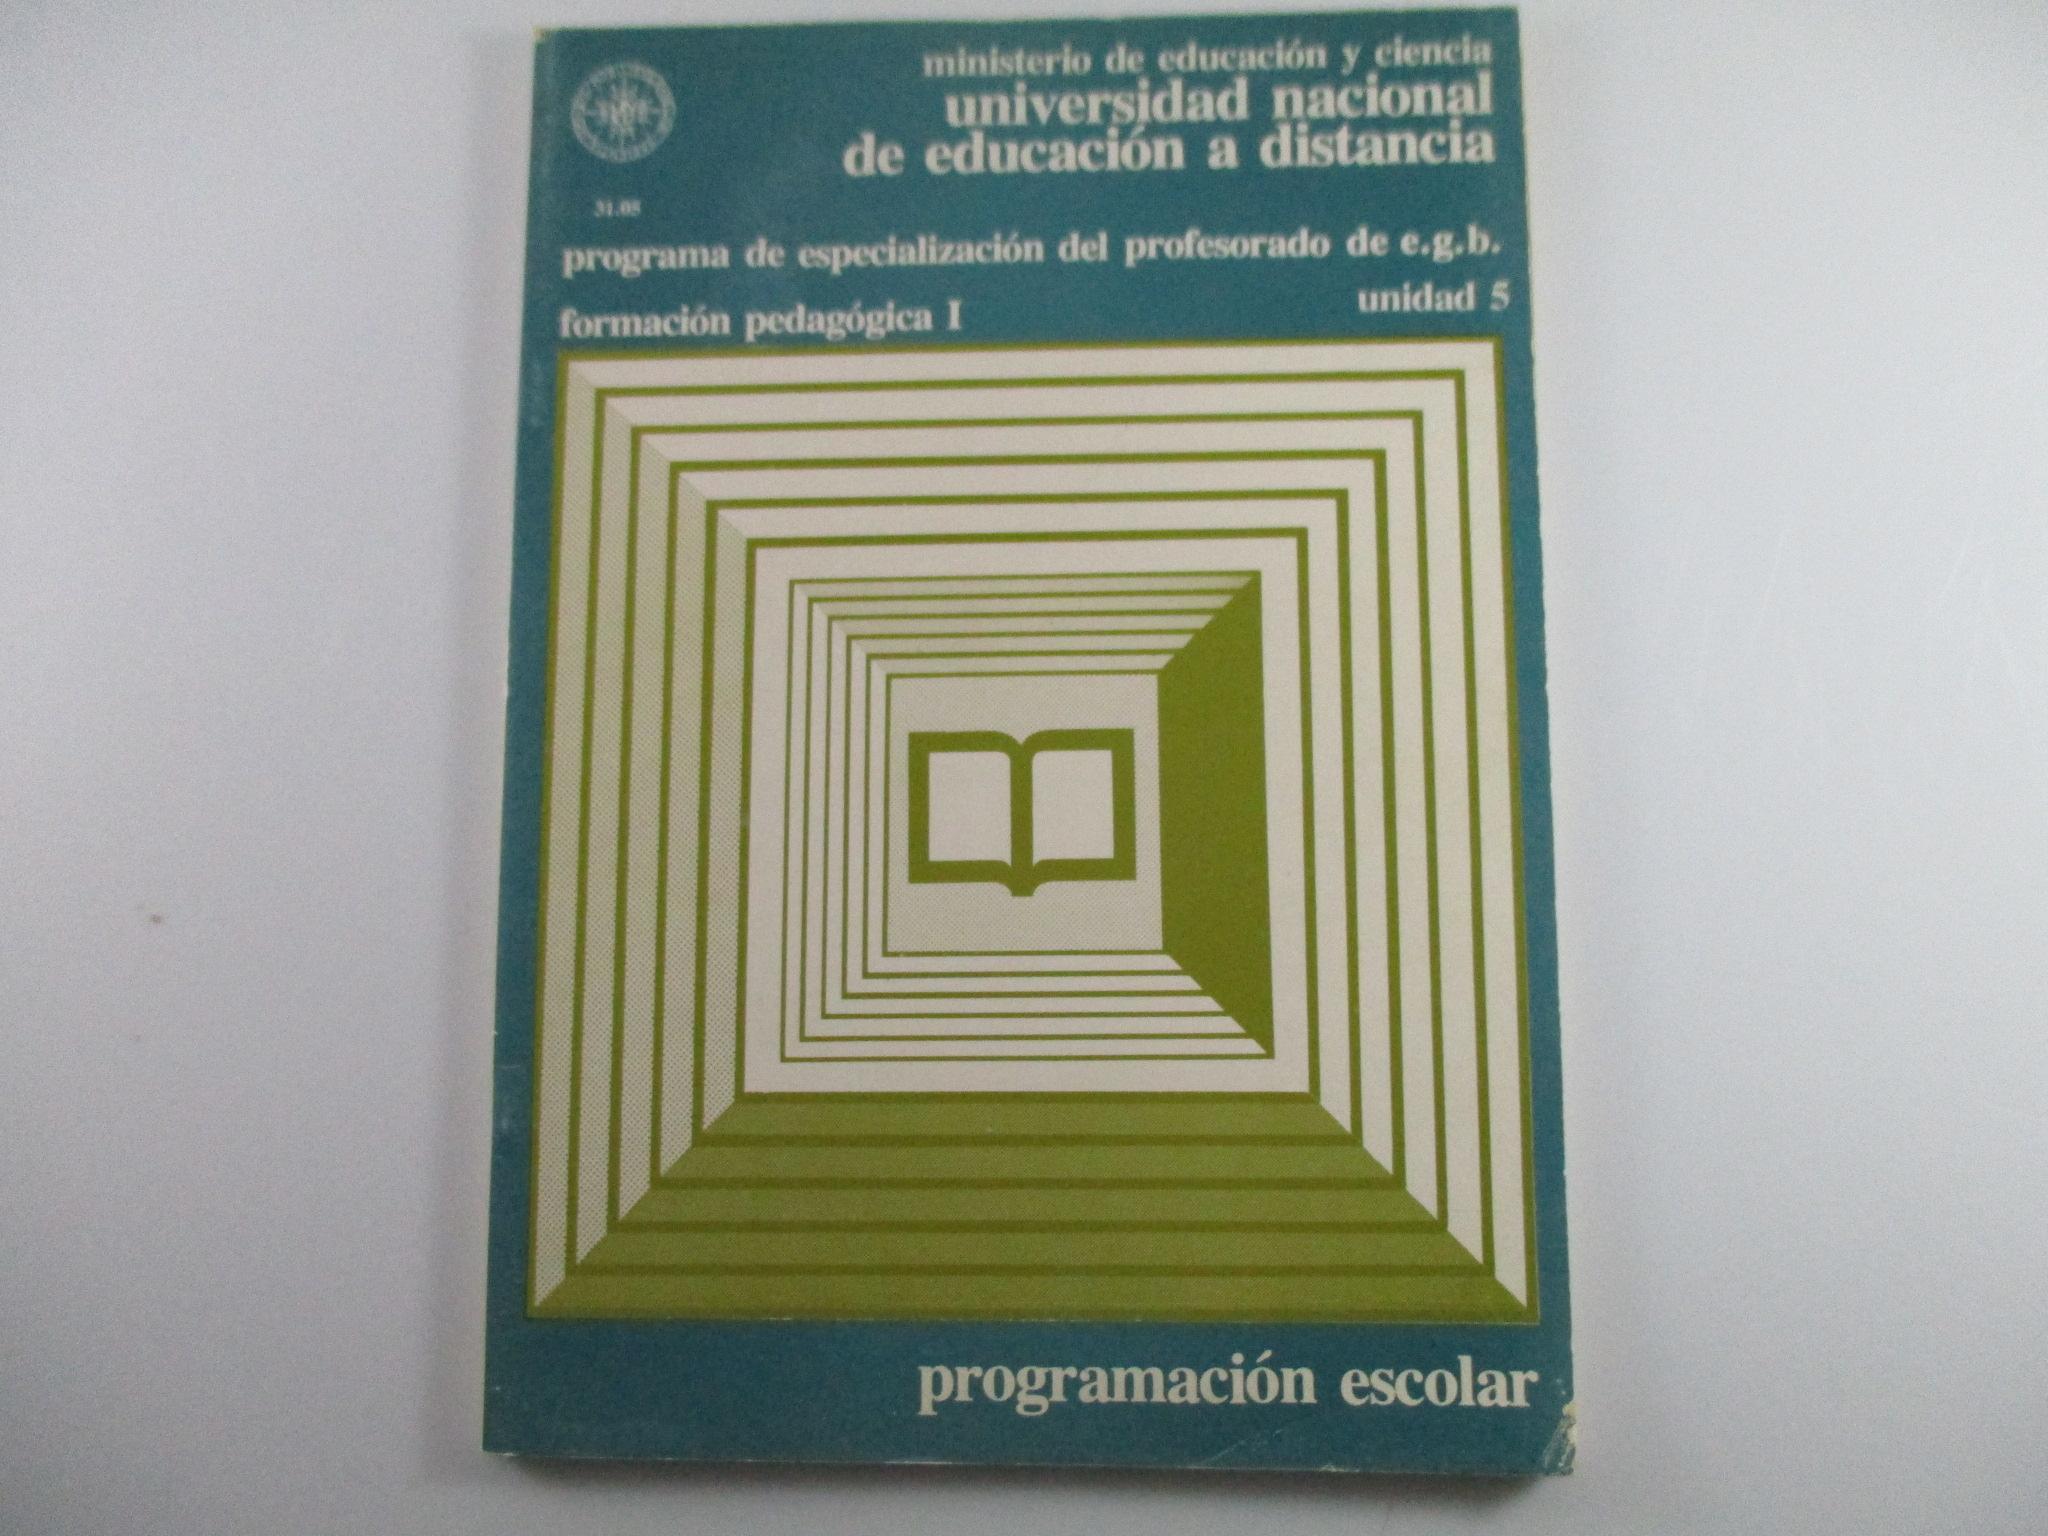 ministerio de educación y ciencia
universidad nacional
de educación a distancia
31.05
programa de especialización del profesorado de e.g.b.
unidad 5
formación pedagógica I
programación escolar